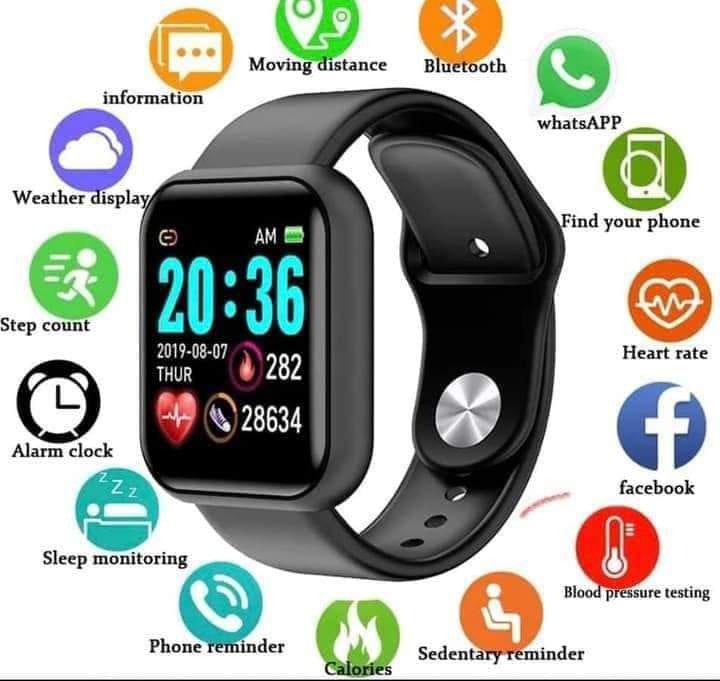 Moving distance
Bluetooth
information
whatsAPP
Weather display
Find your phone
AM
20:36
2019-08-07
THUR
282
28634
Step count
Heart rate
Alarm clock
facebook
z Z z
Sleep monitoring
Blood pressure testing
Phone reminder
Calories
Sedentary reminder